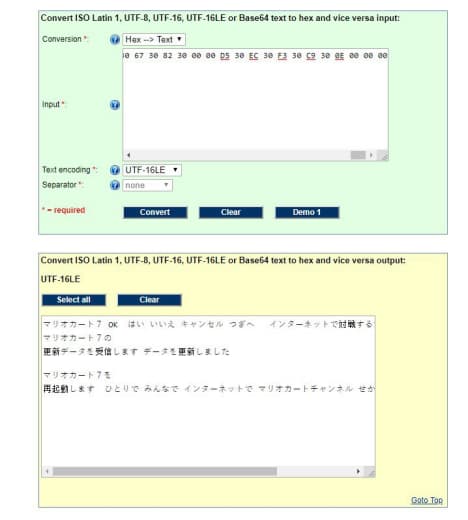 Convert ISO Latin 1, UTF-8, UTF-16, UTF-16LE or Base64 text to hex and vice versa input:
Conversion *: Hex --> Text
30 67 30 82 30 00 00 D5 30 EC 30 F3 30 C9 30 0E 00 00 00
Input *:
Text encoding *: UTF-16LE
Separator *: none
* = required Convert Clear Demo 1
Convert ISO Latin 1, UTF-8, UTF-16, UTF-16LE or Base64 text to hex and vice versa output:
UTF-16LE
Select all Clear
マリオカート7 OK はい いいえ キャンセル つぎへ インターネットで対戦する
マリオカート7の
更新データを受信します データを更新しました
マリオカート7を
再起動します ひとりで みんなで インターネットで マリオカートチャンネル せか
Goto Top